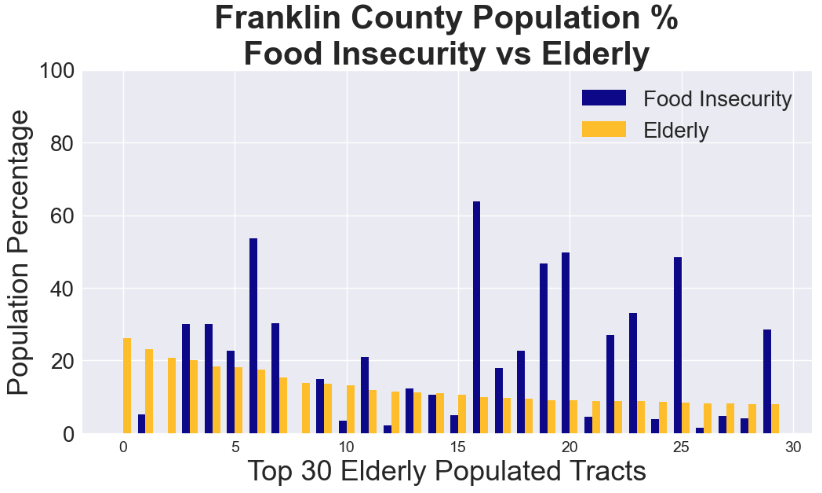 Franklin County Population %
Food Insecurity vs Elderly
Food Insecurity
Elderly
Population Percentage
100
80
60
40
20
0
0 5 10 15 20 25 30
Top 30 Elderly Populated Tracts